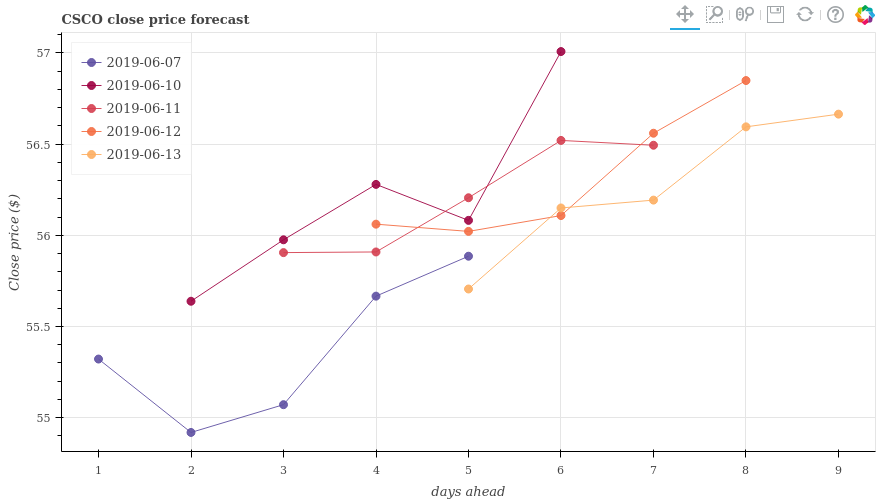 CSCO close price forecast
2019-06-07
2019-06-10
2019-06-11
2019-06-12
2019-06-13
57
56.5
56
55.5
55
Close price ($)
1 2 3 4 5 6 7 8 9
days ahead